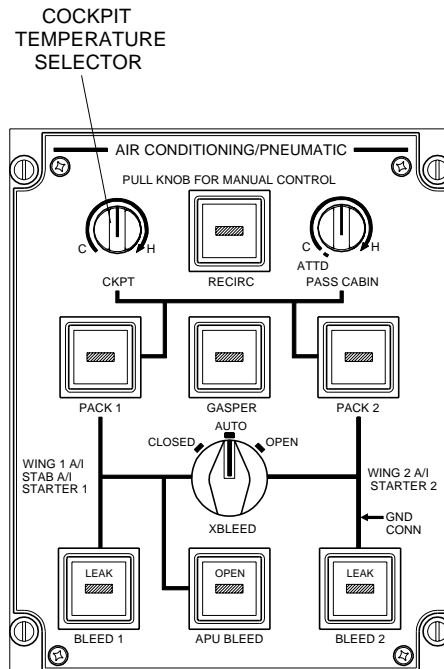 COCKPIT
TEMPERATURE
SELECTOR
AIR CONDITIONING/PNEUMATIC
PULL KNOB FOR MANUAL CONTROL
C H
C H
ATTD
CKPT
RECIRC
PASS CABIN
PACK 1
GASPER
PACK 2
AUTO
CLOSED
OPEN
WING 1 A/I
STAB A/I
STARTER 1
WING 2 A/I
STARTER 2
XBLEED
GND
CONN
LEAK
OPEN
LEAK
BLEED 1
APU BLEED
BLEED 2